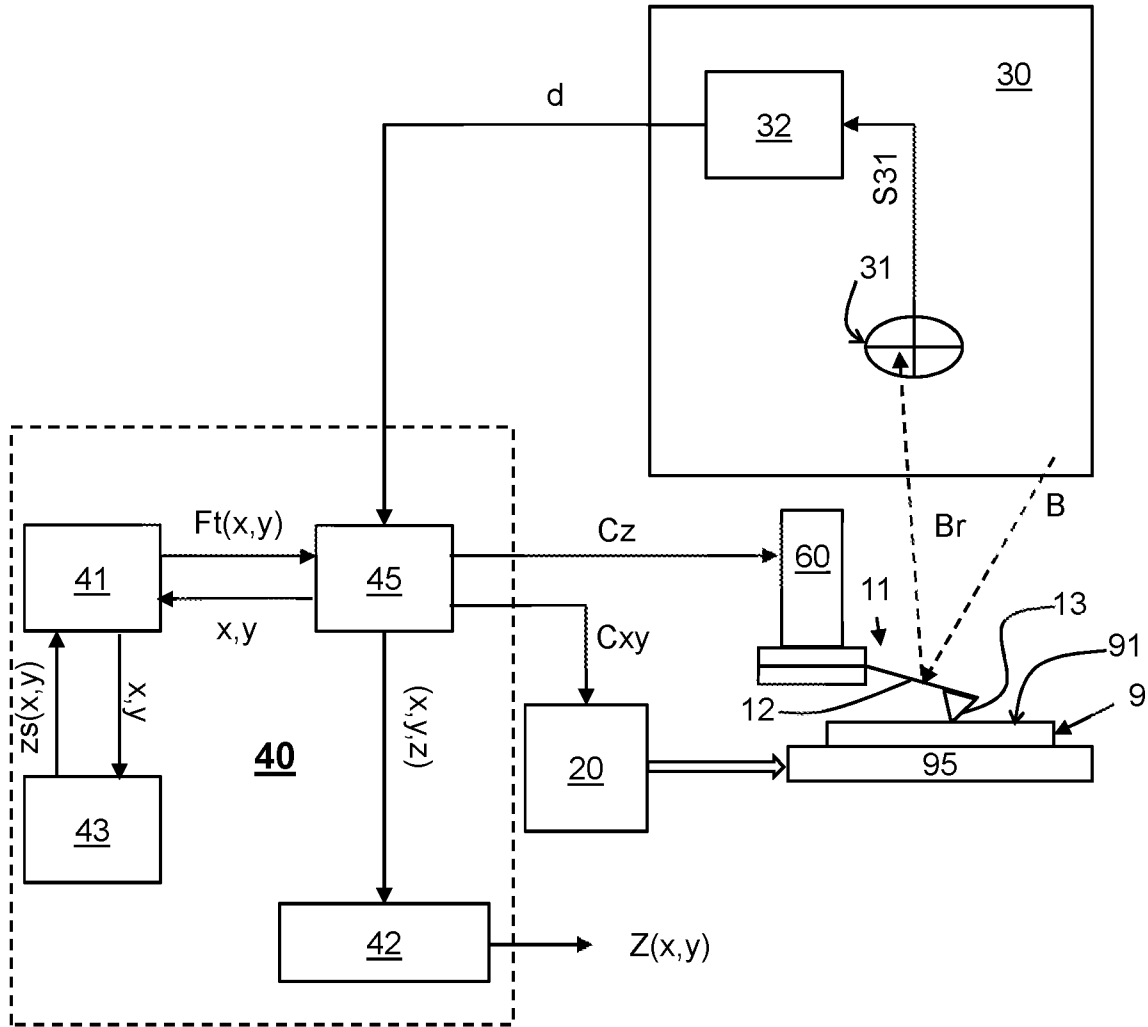 30
d
32
S31
31
Ft(x,y)
Cz
60
Br
B
41
45
11
13
x,y
Cxy
91
zs(x,y)
x,y
12
9
(x,y,z)
40
20
95
43
42
Z(x,y)